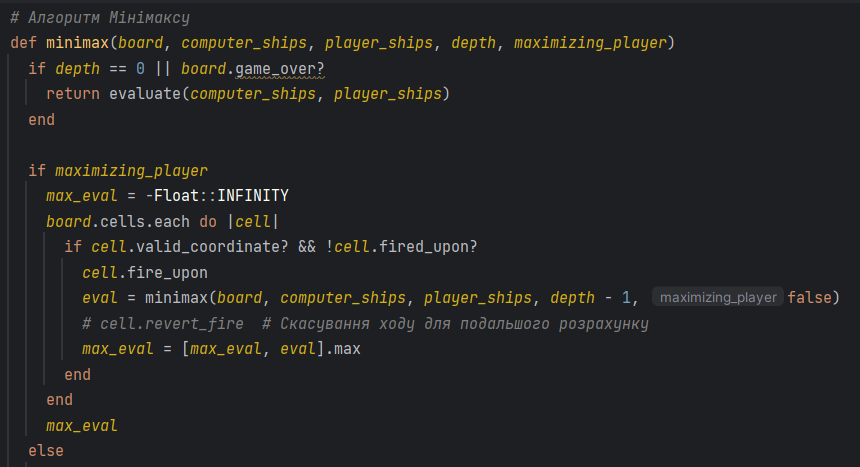 # Алгоритм Мінімаксу
def minimax(board, computer_ships, player_ships, depth, maximizing_player)
  if depth == 0 || board.game_over?
    return evaluate(computer_ships, player_ships)
  end

  if maximizing_player
    max_eval = -Float::INFINITY
    board.cells.each do |cell|
      if cell.valid_coordinate? && !cell.fired_upon?
        cell.fire_upon
        eval = minimax(board, computer_ships, player_ships, depth - 1, maximizing_player false)
        # cell.revert_fire  # Скасування ходу для подальшого розрахунку
        max_eval = [max_eval, eval].max
      end
    end
    max_eval
  else